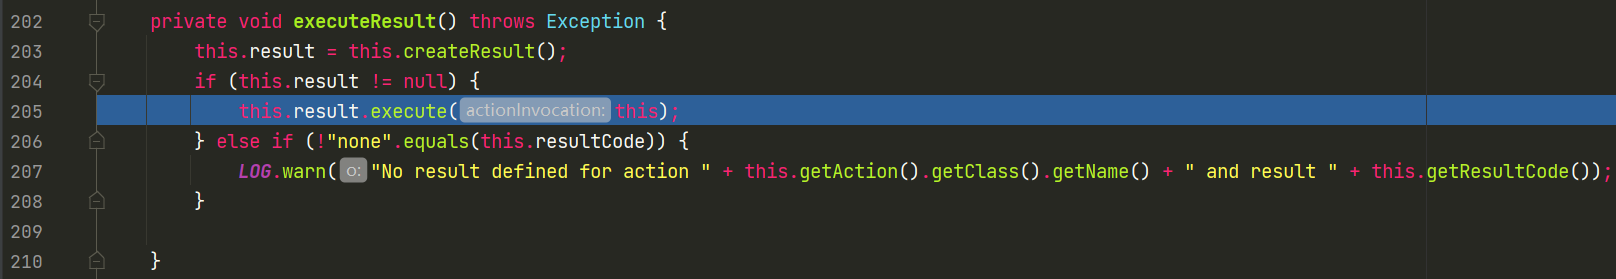 202 private void executeResult() throws Exception {
203 this.result = this.createResult();
204 if (this.result != null) {
205 this.result.execute( actionInvocation: this);
206 } else if (!"none".equals(this.resultCode)) {
207 LOG.warn( o: "No result defined for action " + this.getAction().getClass().getName() + " and result " + this.getResultCode());
208 }
209
210 }